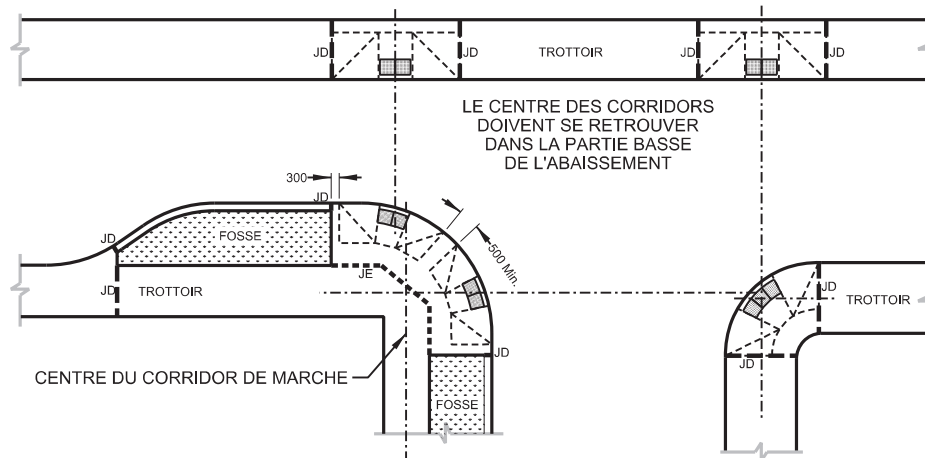 JD
JD
TROTTOIR
JD
JD
LE CENTRE DES CORRIDORS
DOIVENT SE RETROUVER
DANS LA PARTIE BASSE
DE L'ABAISSEMENT
300
JD
JD
FOSSE
500 Min.
JE
JD
TROTTOIR
JD
TROTTOIR
JD
JD
CENTRE DU CORRIDOR DE MARCHE
FOSSE